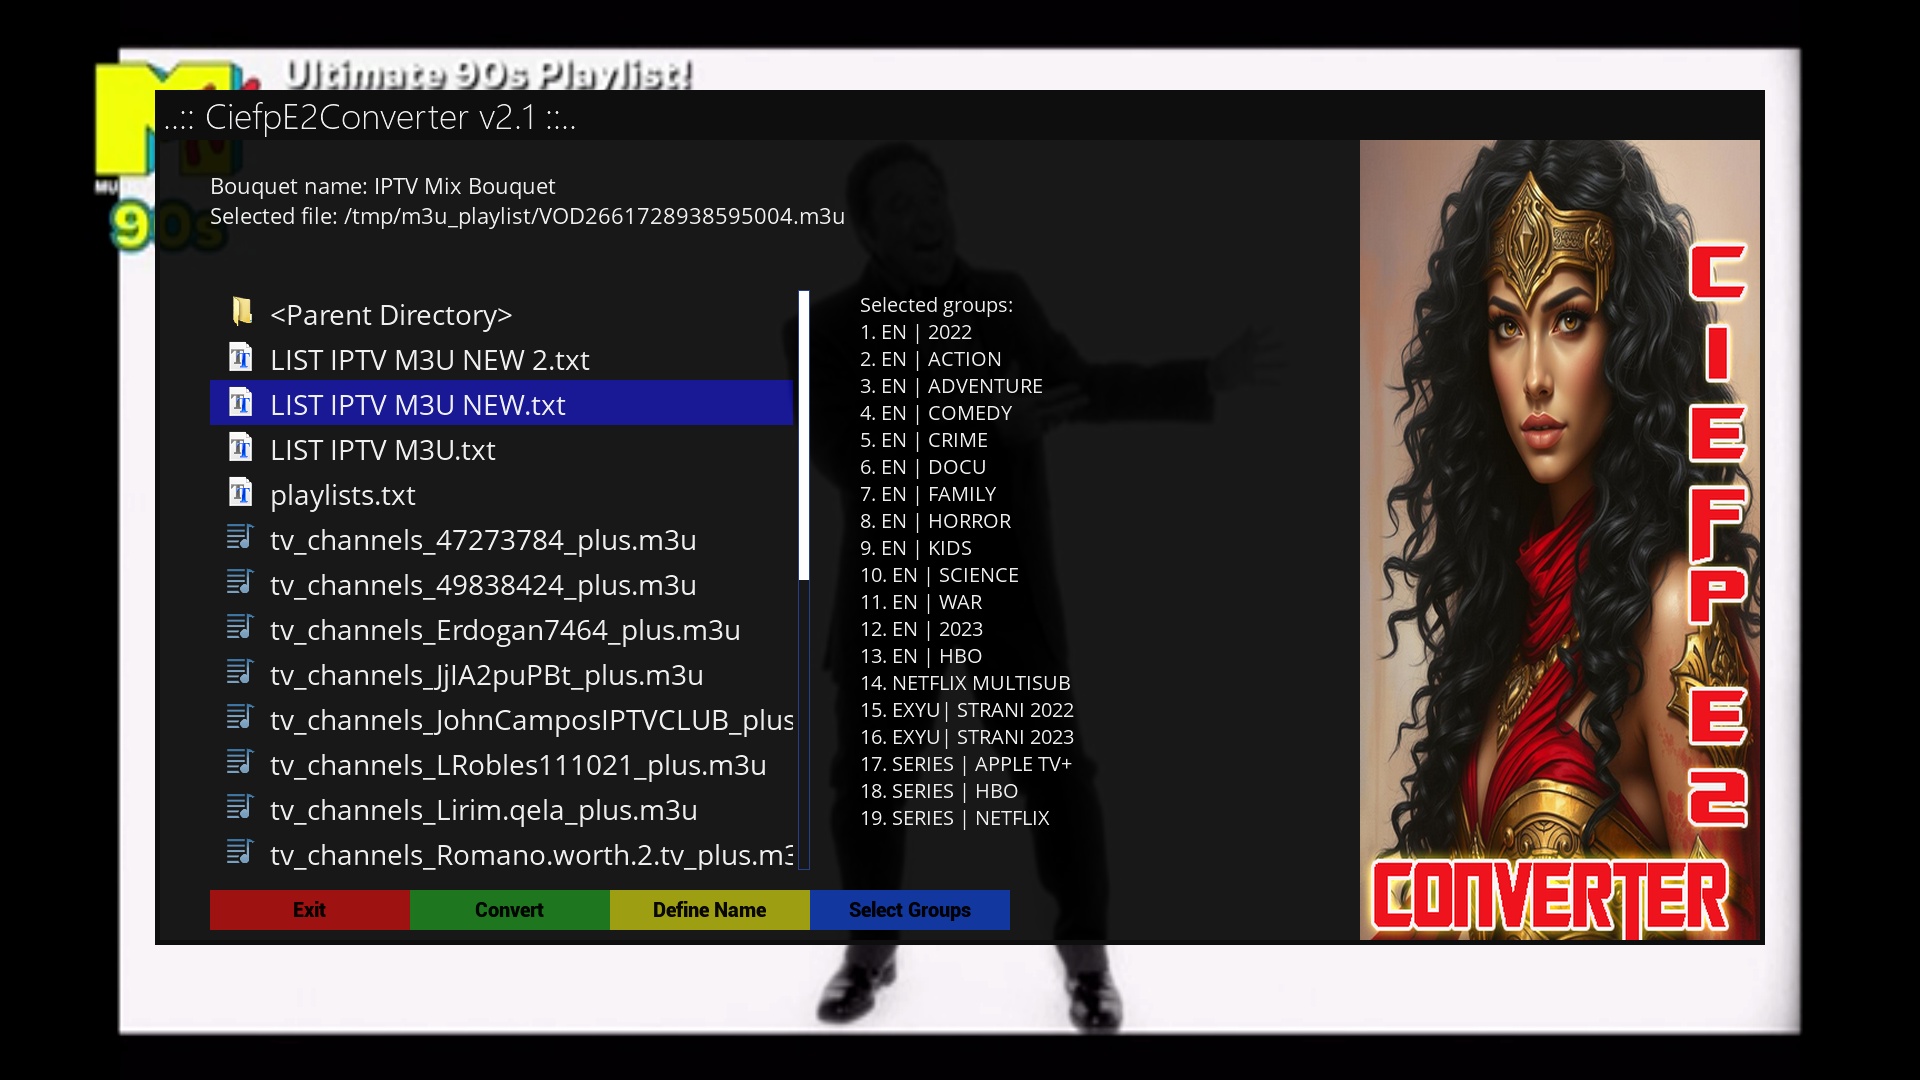 Ultimate 90s Playlist!
..:: CiefpE2Converter v2.1 ::..
90s
Bouquet name: IPTV Mix Bouquet
Selected file: /tmp/m3u_playlist/VOD2661728938595004.m3u
<Parent Directory>
LIST IPTV M3U NEW 2.txt
LIST IPTV M3U NEW.txt
LIST IPTV M3U.txt
playlists.txt
tv_channels_47273784_plus.m3u
tv_channels_49838424_plus.m3u
tv_channels_Erdogan7464_plus.m3u
tv_channels_JjIA2puPBt_plus.m3u
tv_channels_JohnCamposIPTVCLUB_plus
tv_channels_LRobles111021_plus.m3u
tv_channels_Lirim.qela_plus.m3u
tv_channels_Romano.worth.2.tv_plus.m3
Selected groups:
1. EN | 2022
2. EN | ACTION
3. EN | ADVENTURE
4. EN | COMEDY
5. EN | CRIME
6. EN | DOCU
7. EN | FAMILY
8. EN | HORROR
9. EN | KIDS
10. EN | SCIENCE
11. EN | WAR
12. EN | 2023
13. EN | HBO
14. NETFLIX MULTISUB
15. EXYU| STRANI 2022
16. EXYU| STRANI 2023
17. SERIES | APPLE TV+
18. SERIES | HBO
19. SERIES | NETFLIX
CIEFP E2
CONVERTER
Exit
Convert
Define Name
Select Groups